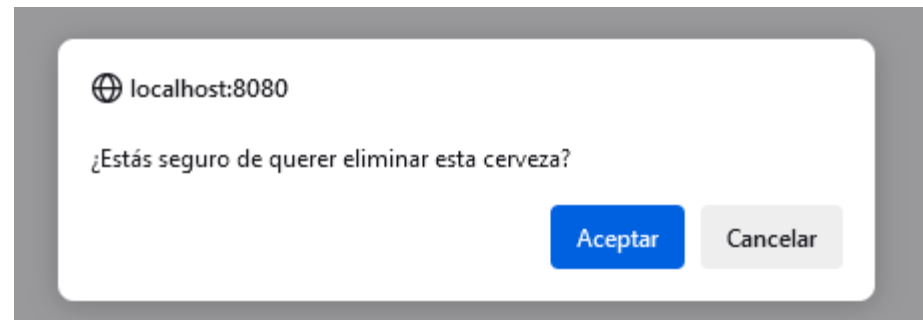 localhost:8080
¿Estás seguro de querer eliminar esta cerveza?
Aceptar
Cancelar